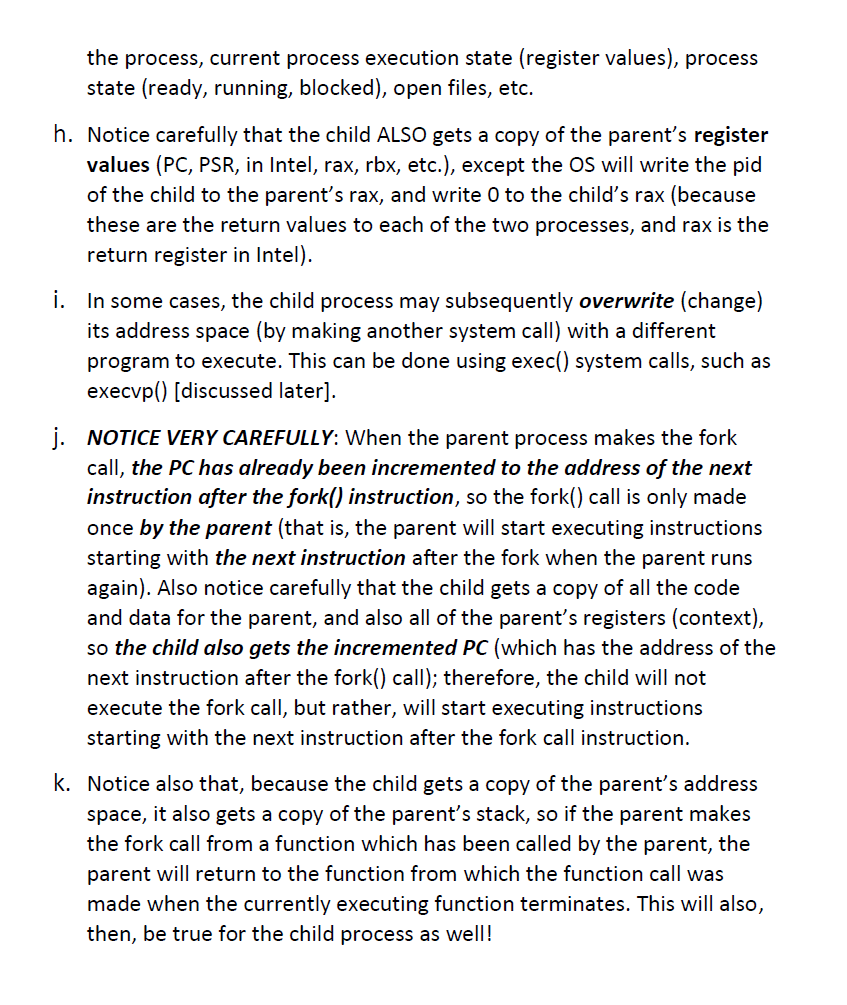 the process, current process execution state (register values), process
state (ready, running, blocked), open files, etc.
h. Notice carefully that the child ALSO gets a copy of the parent’s register
values (PC, PSR, in Intel, rax, rbx, etc.), except the OS will write the pid
of the child to the parent’s rax, and write 0 to the child’s rax (because
these are the return values to each of the two processes, and rax is the
return register in Intel).
i. In some cases, the child process may subsequently overwrite (change)
its address space (by making another system call) with a different
program to execute. This can be done using exec() system calls, such as
execvp() [discussed later].
j. NOTICE VERY CAREFULLY: When the parent process makes the fork
call, the PC has already been incremented to the address of the next
instruction after the fork() instruction, so the fork() call is only made
once by the parent (that is, the parent will start executing instructions
starting with the next instruction after the fork when the parent runs
again). Also notice carefully that the child gets a copy of all the code
and data for the parent, and also all of the parent’s registers (context),
so the child also gets the incremented PC (which has the address of the
next instruction after the fork() call); therefore, the child will not
execute the fork call, but rather, will start executing instructions
starting with the next instruction after the fork call instruction.
k. Notice also that, because the child gets a copy of the parent’s address
space, it also gets a copy of the parent’s stack, so if the parent makes
the fork call from a function which has been called by the parent, the
parent will return to the function from which the function call was
made when the currently executing function terminates. This will also,
then, be true for the child process as well!